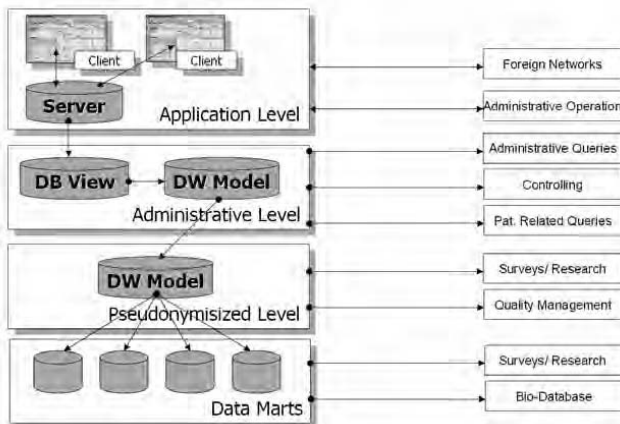 Client
Client
Server
Application Level
Foreign Networks
Administrative Operation
DB View
DW Model
Administrative Level
Administrative Queries
Controlling
Pat. Related Queries
DW Model
Pseudonymisized Level
Surveys/ Research
Quality Management
Data Marts
Surveys/ Research
Bio-Database